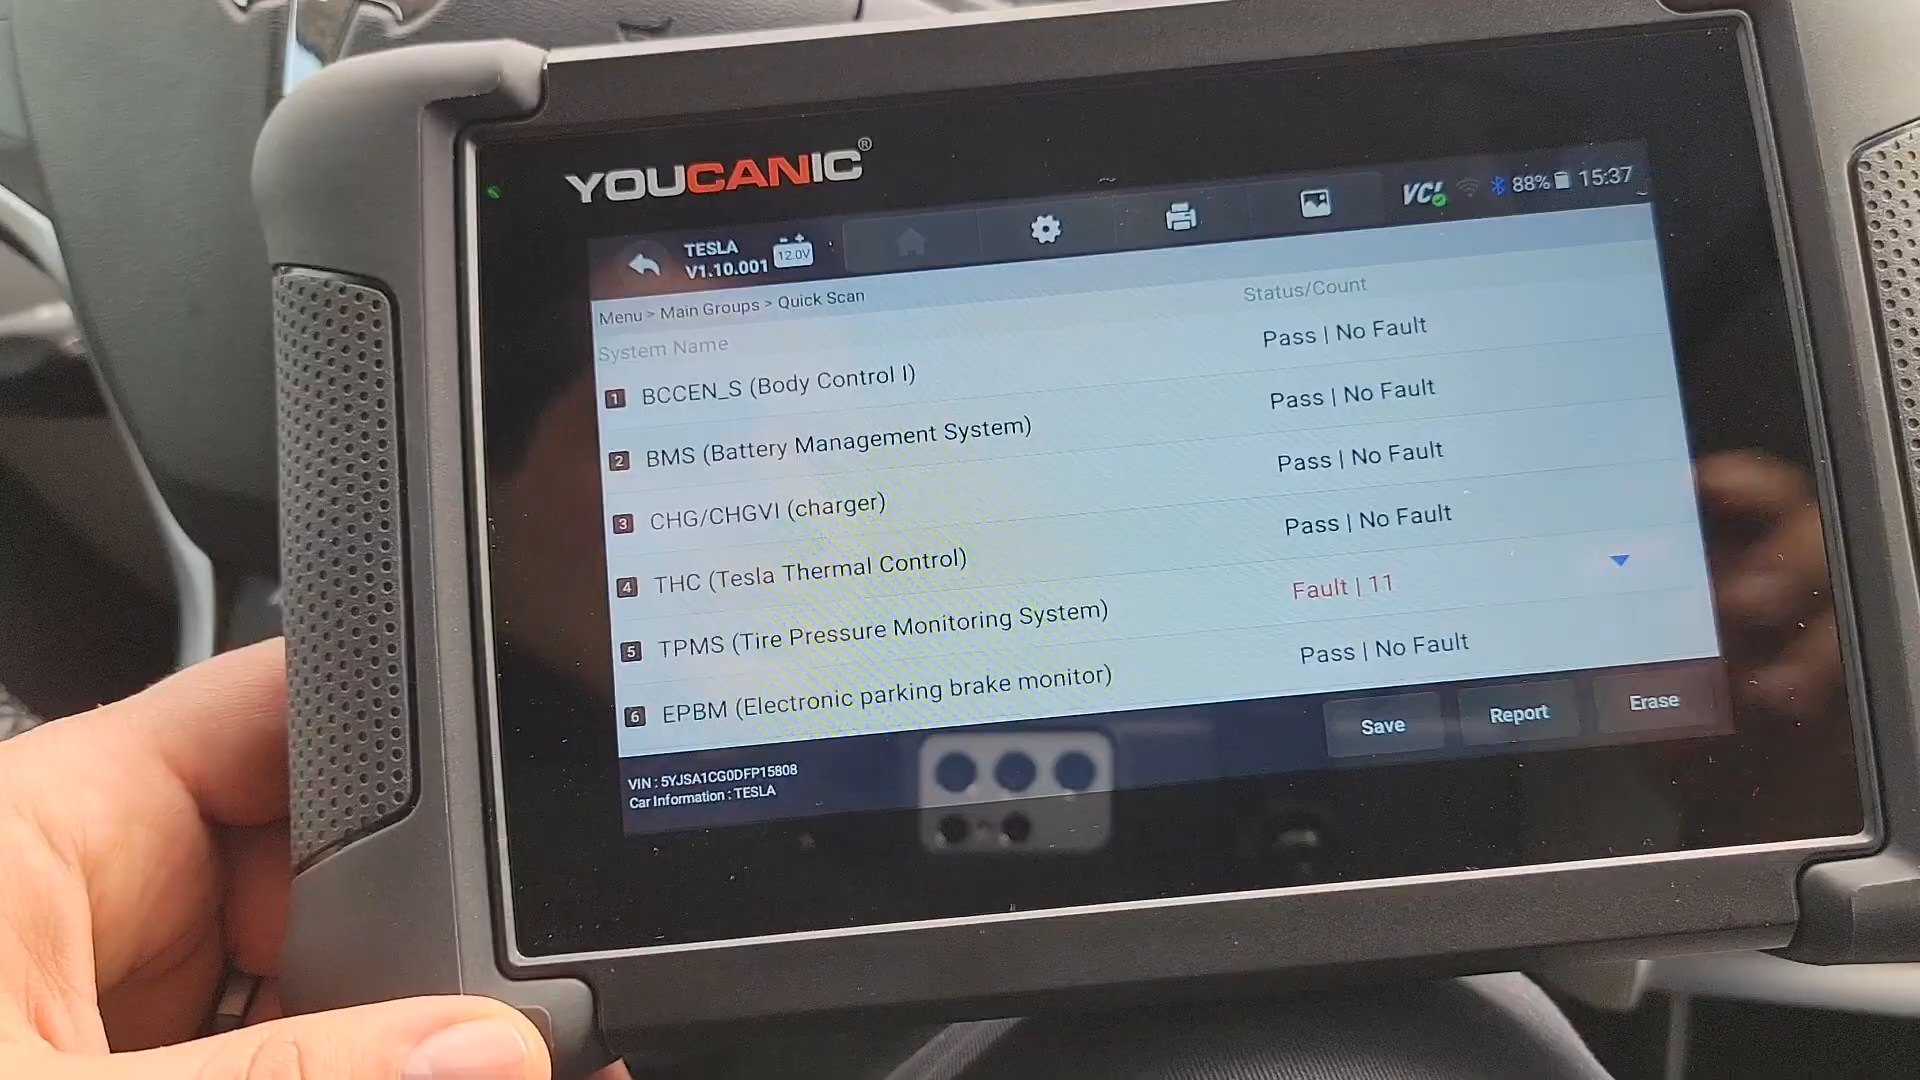 YOUCANIC®
TESLA
V1.10.001
12.0V
VCI
88%
15:37
Menu > Main Groups > Quick Scan
System Name
Status/Count
1 BCCEN_S (Body Control I)
Pass | No Fault
2 BMS (Battery Management System)
Pass | No Fault
3 CHG/CHGVI (charger)
Pass | No Fault
4 THC (Tesla Thermal Control)
Pass | No Fault
5 TPMS (Tire Pressure Monitoring System)
Fault | 11
6 EPBM (Electronic parking brake monitor)
Pass | No Fault
Save
Report
Erase
VIN : 5YJSA1CG0DFP15808
Car Information : TESLA